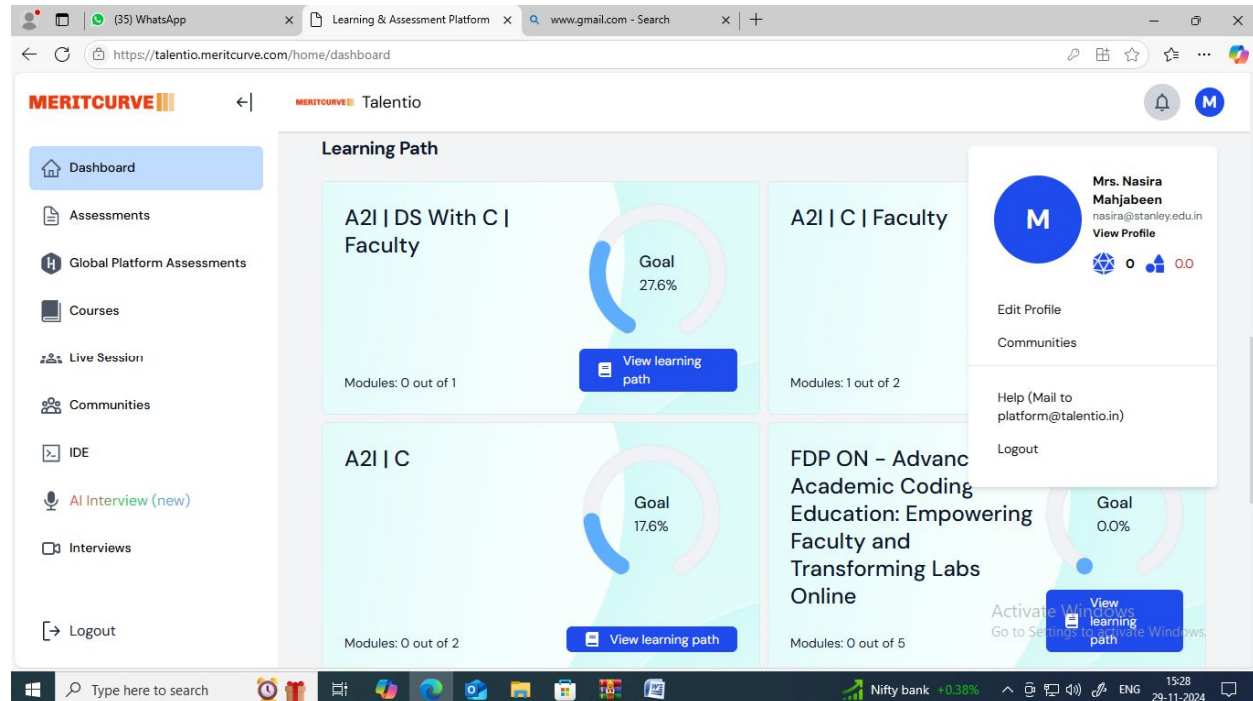 (35) WhatsApp
Learning & Assessment Platform
www.gmail.com - Search
https://talentio.meritcurve.com/home/dashboard
MERITCURVE
MERITCURVE Talentio
M
Dashboard
Assessments
Global Platform Assessments
Courses
Live Session
Communities
IDE
AI Interview (new)
Interviews
Logout
Learning Path
A2I | DS With C |
Faculty
Goal
27.6%
Modules: 0 out of 1
View learning
path
A2I | C | Faculty
Modules: 1 out of 2
A2I | C
Goal
17.6%
Modules: 0 out of 2
View learning path
FDP ON - Advanc
Academic Coding
Education: Empowering
Faculty and
Transforming Labs
Online
Goal
0.0%
Modules: 0 out of 5
View
learning
path
M
Mrs. Nasira
Mahjabeen
nasira@stanley.edu.in
View Profile
0 0.0
Edit Profile
Communities
Help (Mail to
platform@talentio.in)
Logout
Activate Windows
Go to Settings to activate Windows.
Type here to search
Nifty bank +0.38%
ENG
15:28
29-11-2024